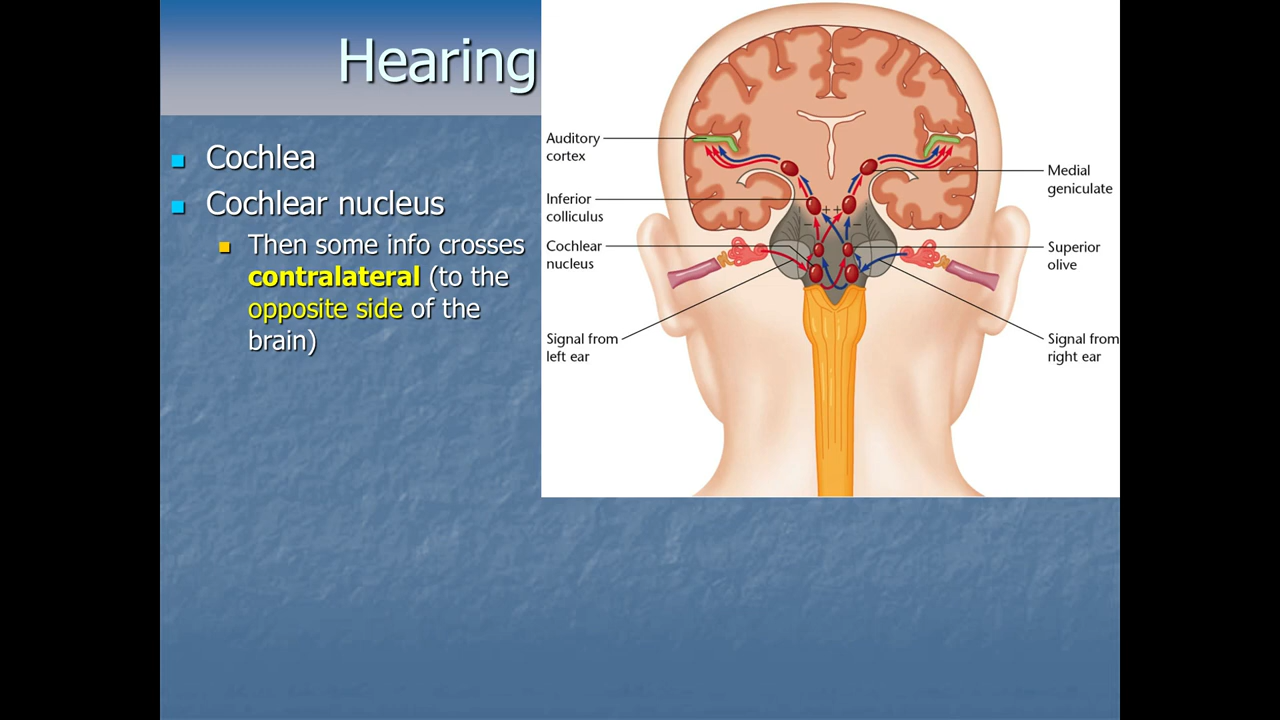 Hearing
Cochlea
Cochlear nucleus
Then some info crosses
contralateral (to the
opposite side of the
brain)
Auditory
cortex
Inferior
colliculus
Cochlear
nucleus
Signal from
left ear
Medial
geniculate
Superior
olive
Signal from
right ear
+ +
− −